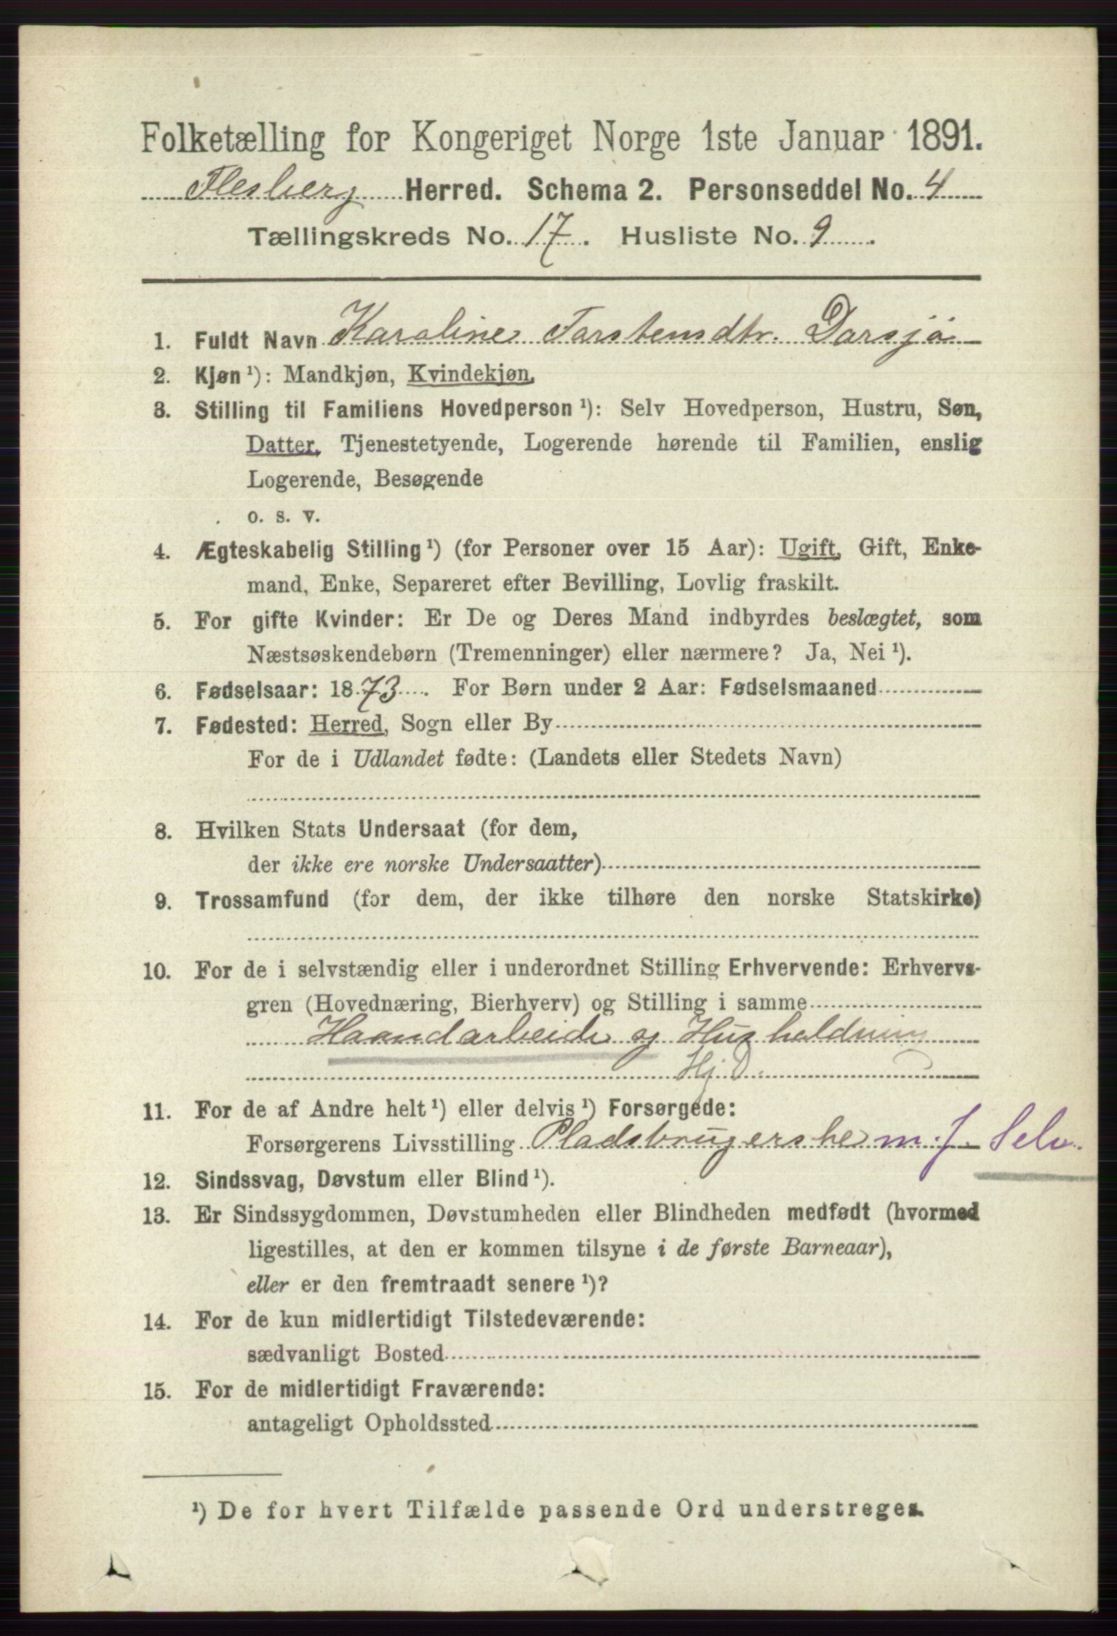 Folketælling for Kongeriget Norge 1ste Januar 1891.
Flesberg Herred. Schema 2. Personseddel No. 4
Tællingskreds No. 17. Husliste No. 9.
1. Fuldt Navn Karoline Torstensdtr. Dorsjø
2. Kjøn ¹): Mandkjøn, Kvindekjøn.
3. Stilling til Familiens Hovedperson ¹): Selv Hovedperson, Hustru, Søn,
Datter, Tjenestetyende, Logerende hørende til Familien, enslig
Logerende, Besøgende
o. s. v.
4. Ægteskabelig Stilling ¹) (for Personer over 15 Aar): Ugift, Gift, Enke-
mand, Enke, Separeret efter Bevilling, Lovlig fraskilt.
5. For gifte Kvinder: Er De og Deres Mand indbyrdes beslægtet, som
Næstsøskendebørn (Tremenninger) eller nærmere? Ja, Nei ¹).
6. Fødselsaar: 1873. For Børn under 2 Aar: Fødselsmaaned
7. Fødested: Herred, Sogn eller By
For de i Udlandet fødte: (Landets eller Stedets Navn)
8. Hvilken Stats Undersaat (for dem,
der ikke ere norske Undersaatter)
9. Trossamfund (for dem, der ikke tilhøre den norske Statskirke)
10. For de i selvstændig eller i underordnet Stilling Erhvervende: Erhvervs-
gren (Hovednæring, Bierhverv) og Stilling i samme
Haandarbeide og Husholdning
Hj D.
11. For de af Andre helt ¹) eller delvis ¹) Forsørgede:
Forsørgerens Livsstilling Pladsbruger he m. J Selv.
12. Sindssvag, Døvstum eller Blind ¹).
13. Er Sindssygdommen, Døvstumheden eller Blindheden medfødt (hvormed
ligestilles, at den er kommen tilsyne i de første Barneaar),
eller er den fremtraadt senere ¹)?
14. For de kun midlertidigt Tilstedeværende:
sædvanligt Bosted
15. For de midlertidigt Fraværende:
antageligt Opholdssted
¹) De for hvert Tilfælde passende Ord understreges.